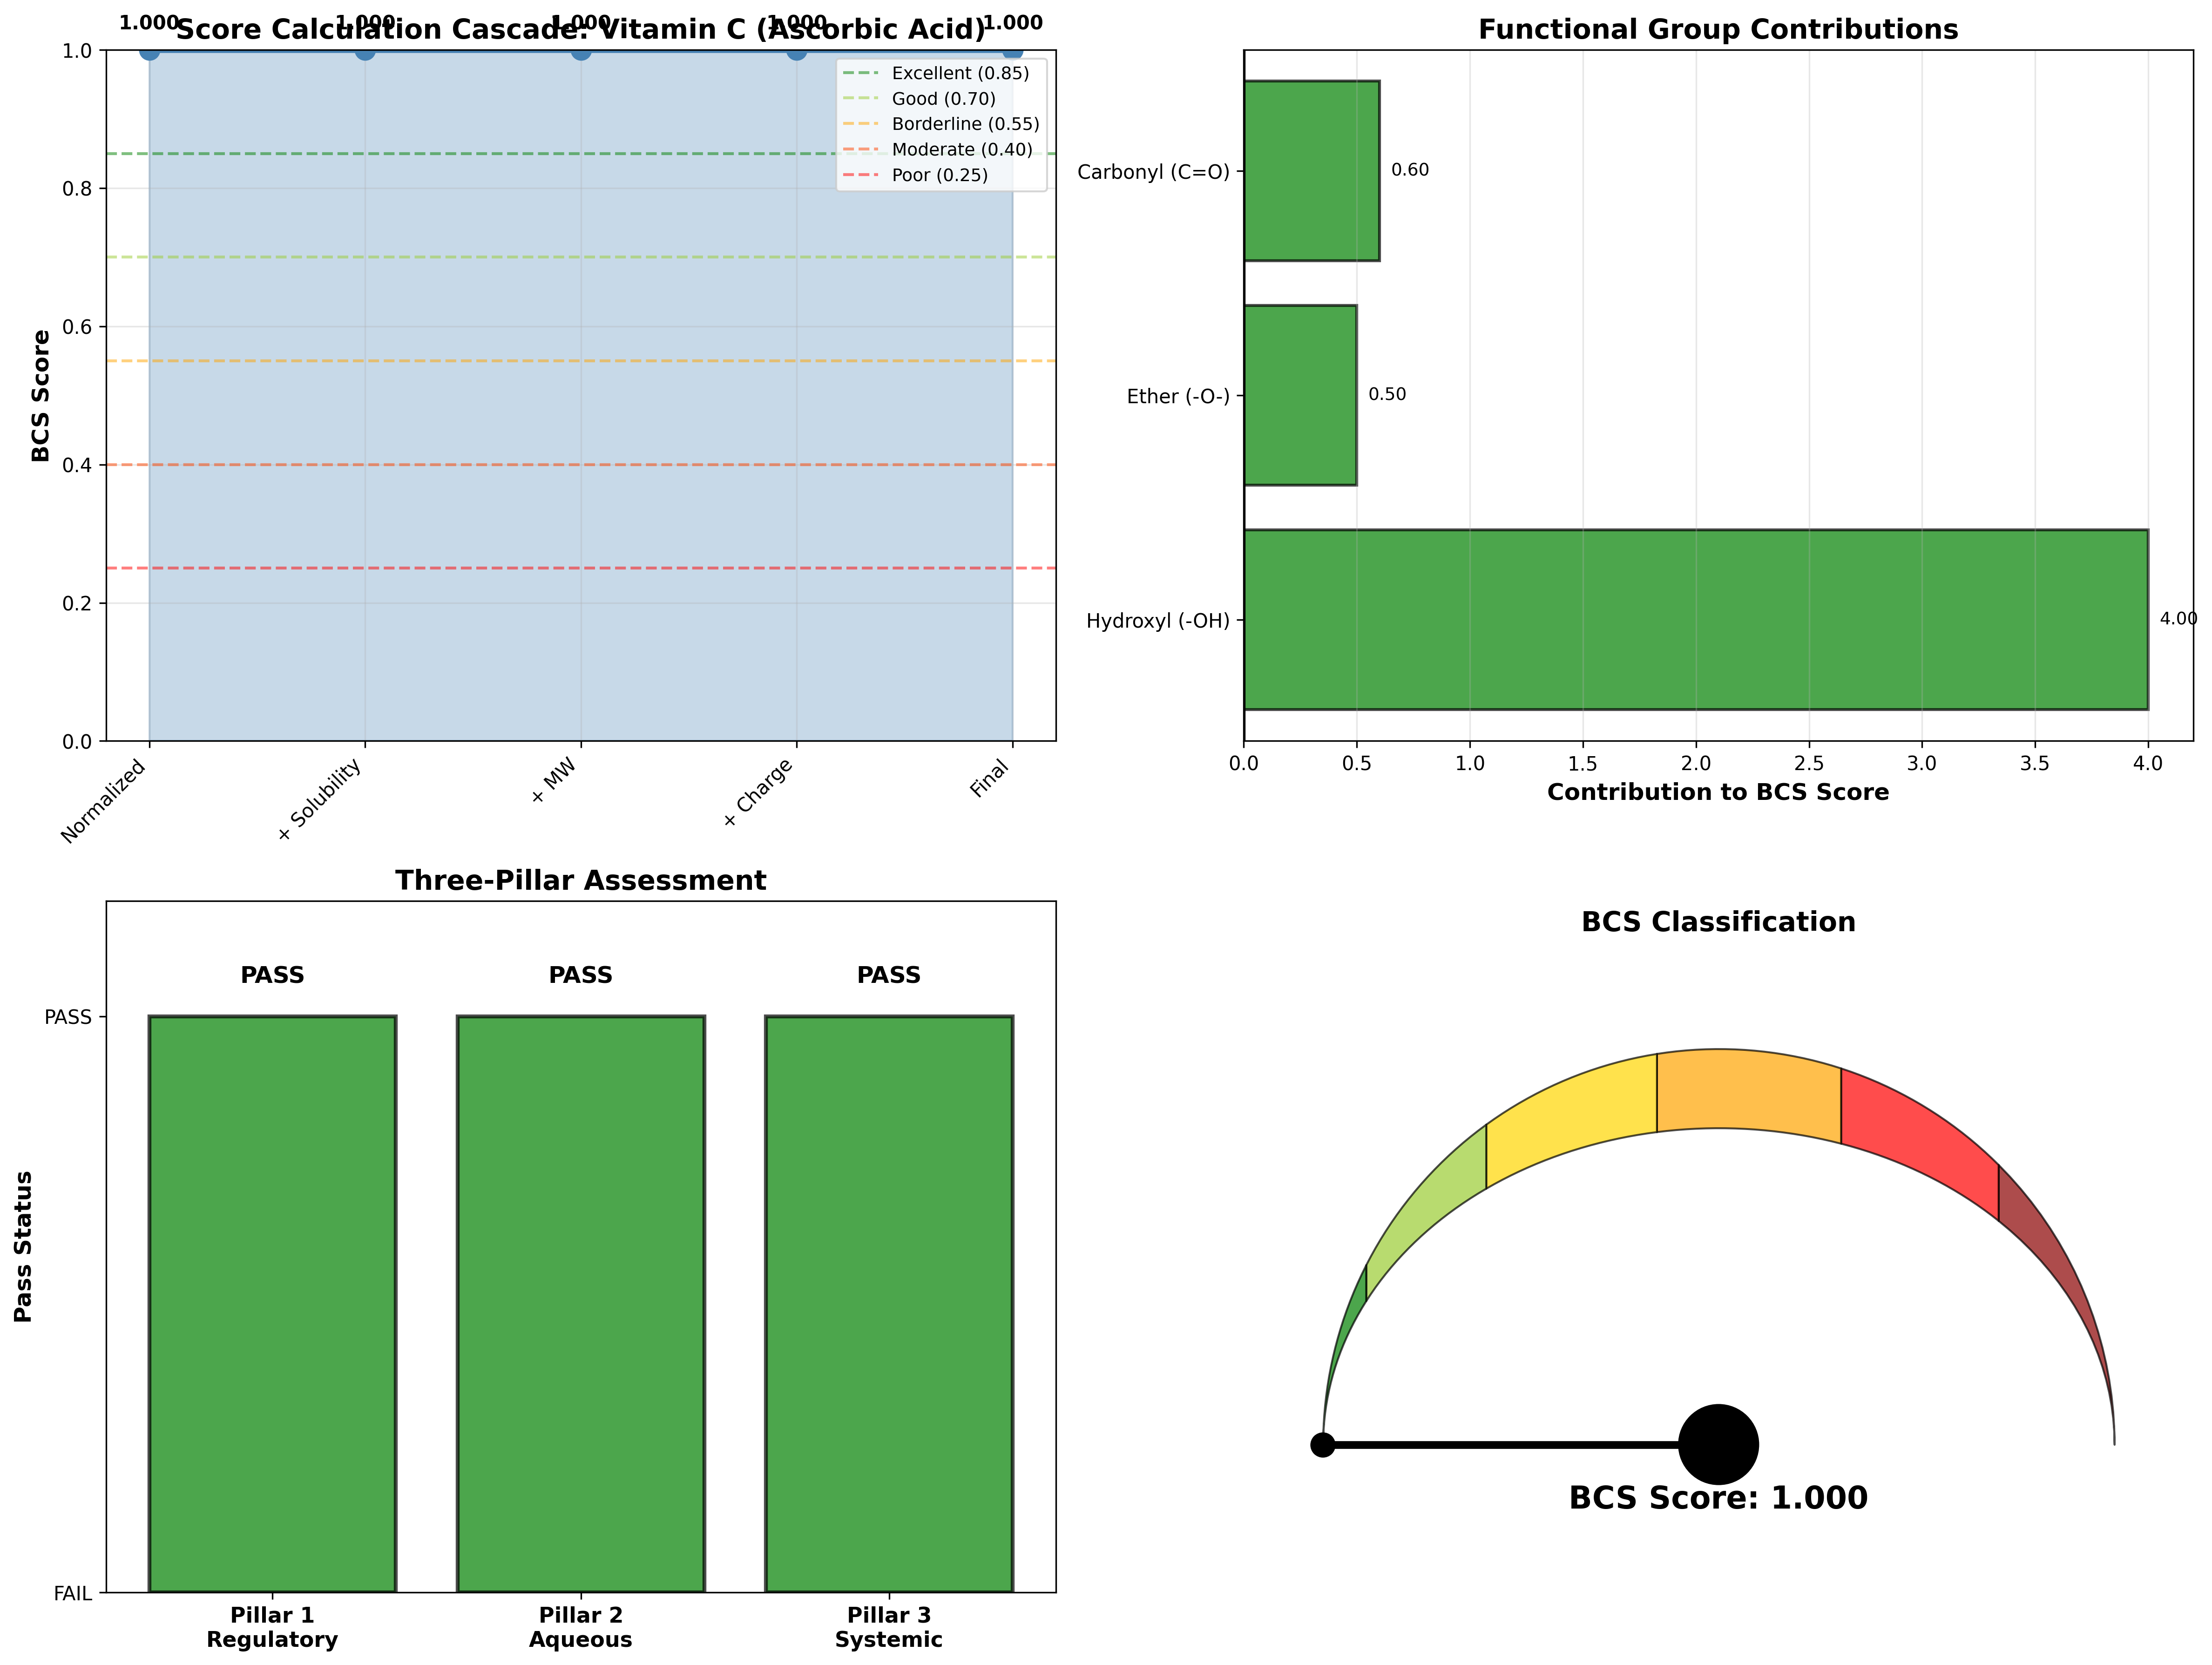 1.000 1.000 1.000 1.000 1.000
Score Calculation Cascade: Vitamin C (Ascorbic Acid)
BCS Score
1.0
0.8
0.6
0.4
0.2
0.0
Excellent (0.85)
Good (0.70)
Borderline (0.55)
Moderate (0.40)
Poor (0.25)
Normalized
+ Solubility
+ MW
+ Charge
Final
Functional Group Contributions
Carbonyl (C=O)
0.60
Ether (-O-)
0.50
Hydroxyl (-OH)
4.00
0.0 0.5 1.0 1.5 2.0 2.5 3.0 3.5 4.0
Contribution to BCS Score
Three-Pillar Assessment
Pass Status
PASS
FAIL
PASS PASS PASS
Pillar 1
Regulatory
Pillar 2
Aqueous
Pillar 3
Systemic
BCS Classification
BCS Score: 1.000